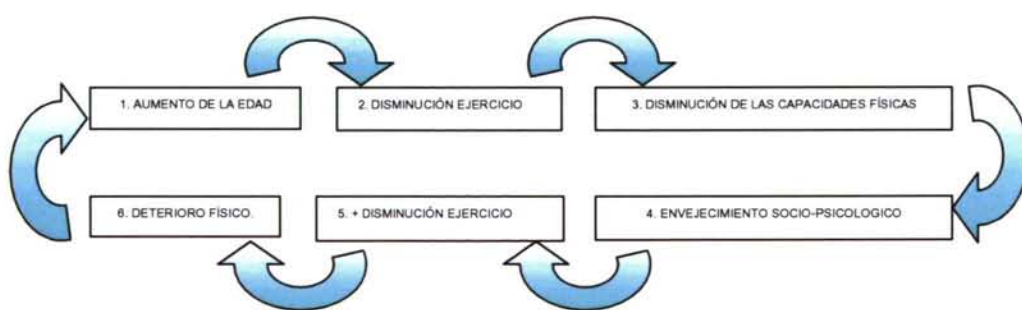 1. AUMENTO DE LA EDAD
2. DISMINUCIÓN EJERCICIO
3. DISMINUCIÓN DE LAS CAPACIDADES FÍSICAS
4. ENVEJECIMIENTO SOCIO-PSICOLOGICO
5. + DISMINUCIÓN EJERCICIO
6. DETERIORO FÍSICO.